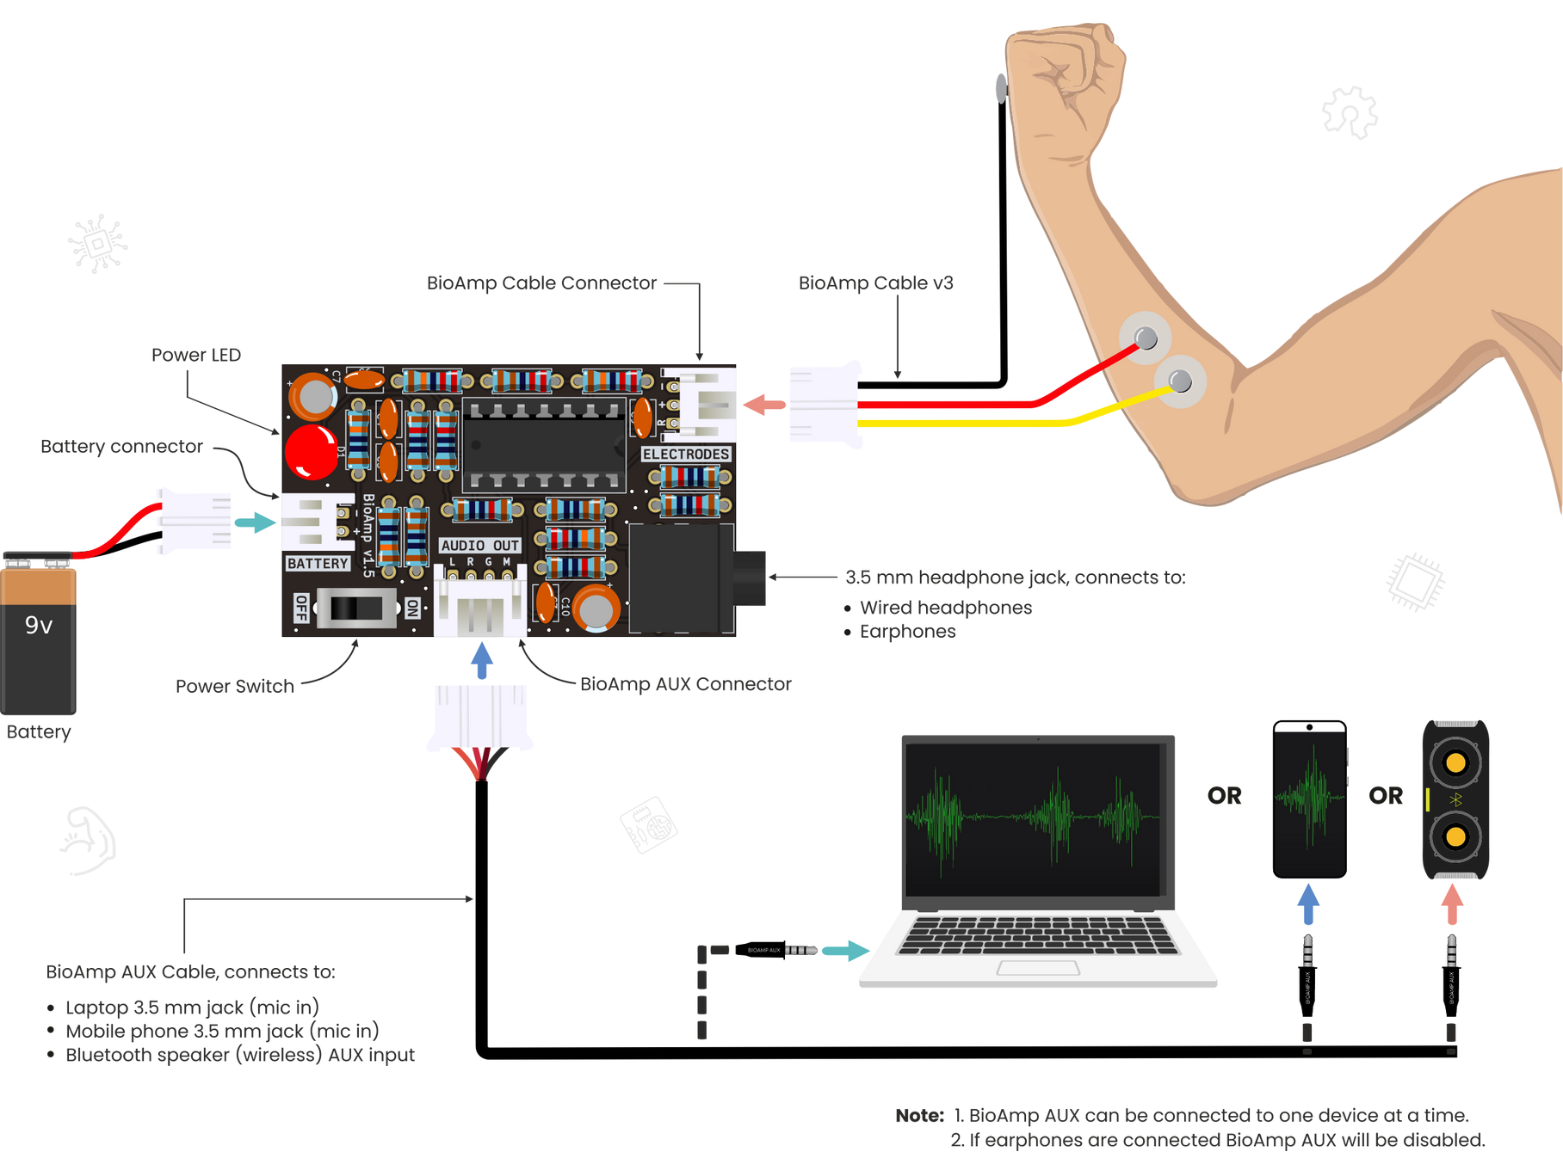 BioAmp Cable Connector
BioAmp Cable v3
Power LED
Battery connector
ELECTRODES
- + R
D1
BioAmp v1.5
- +
BATTERY
AUDIO OUT
L R G M
OFF
ON
C10
9v
Battery
Power Switch
BioAmp AUX Connector
3.5 mm headphone jack, connects to:
• Wired headphones
• Earphones
OR
OR
BIOAMP AUX
BIOAMP AUX
BIOAMP AUX
BioAmp AUX Cable, connects to:
• Laptop 3.5 mm jack (mic in)
• Mobile phone 3.5 mm jack (mic in)
• Bluetooth speaker (wireless) AUX input
Note: 1. BioAmp AUX can be connected to one device at a time.
2. If earphones are connected BioAmp AUX will be disabled.